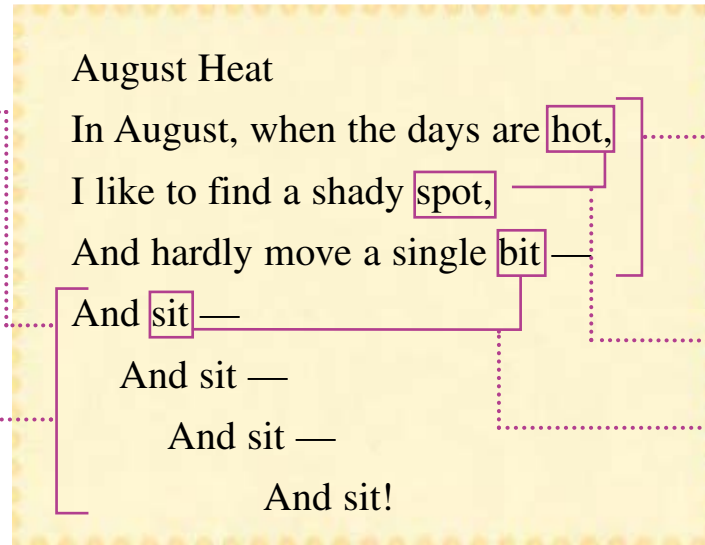 August Heat
In August, when the days are hot,
I like to find a shady spot,
And hardly move a single bit —
And sit —
And sit —
And sit —
And sit!